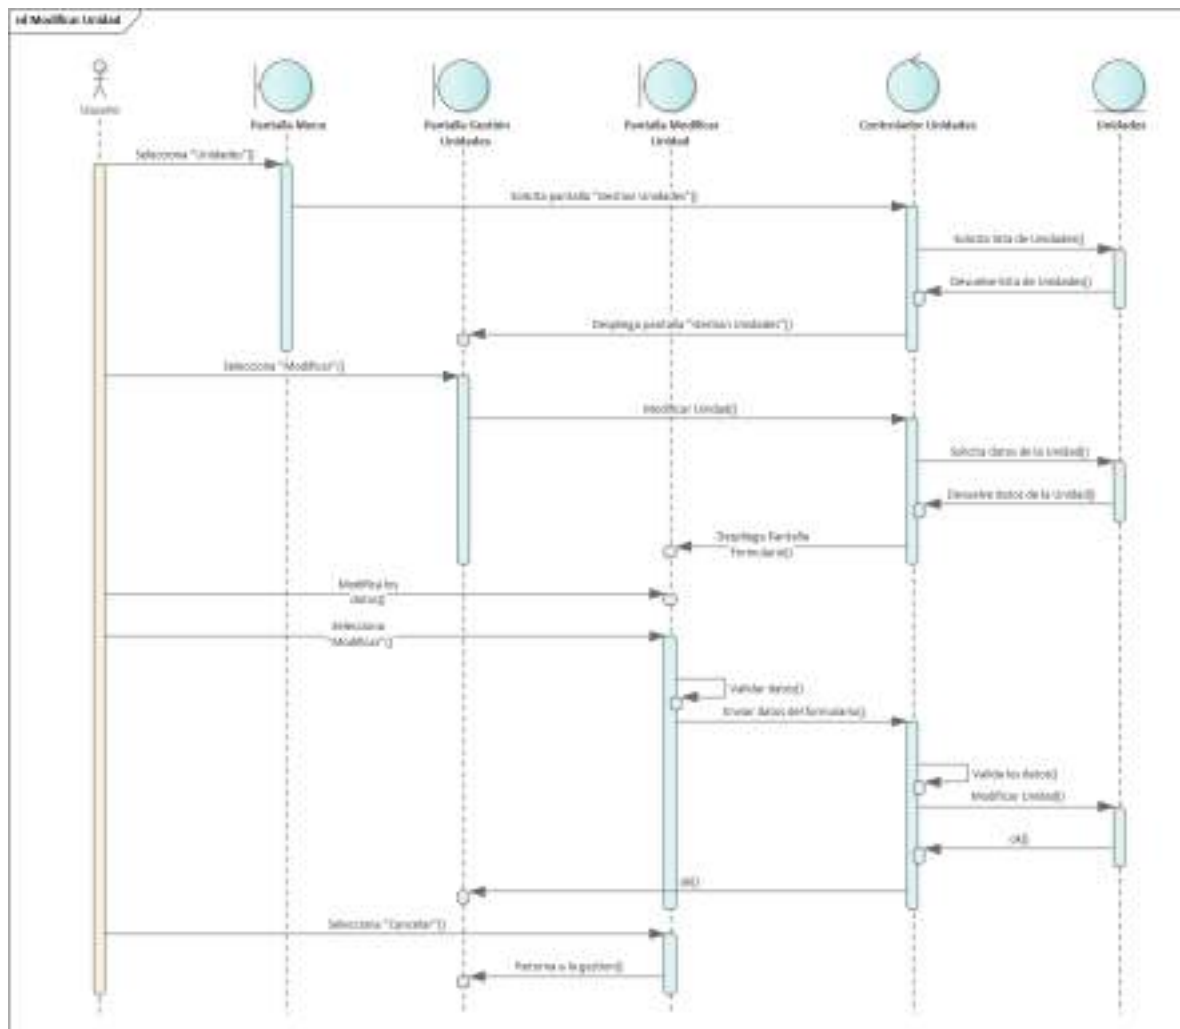 sd Modificar Unidad
Usuario
Pantalla Menú
Pantalla Gestión
Unidades
Pantalla Modificar
Unidad
Controlador Unidades
Unidades
Selecciona "Unidades"()
Solicita pantalla "Gestion Unidades"()
Solicita lista de Unidades()
Devuelve lista de Unidades()
Despliega pantalla "Gestion Unidades"()
Selecciona "Modificar"()
Modificar Unidad()
Solicita datos de la Unidad()
Devuelve datos de la Unidad()
Despliega Pantalla
Formulario()
Modifica los
datos()
Selecciona
"Modificar"()
Validar datos()
Enviar datos del formulario()
Valida los datos()
Modificar Unidad()
ok()
ok()
Selecciona "Cancelar"()
Retorna a la gestion()